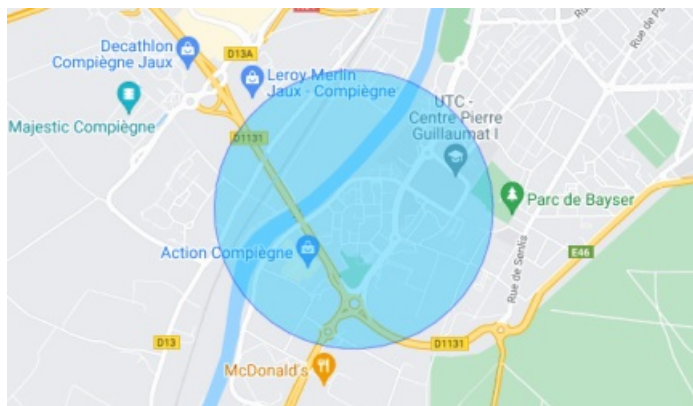 Decathlon
Compiègne Jaux
D13A
Leroy Merlin
Jaux - Compiègne
Majestic Compiègne
D1131
UTC -
Centre Pierre
Guillaumat I
Parc de Bayser
Action Compiègne
E46
Rue de Senlis
D13
D1131
McDonald's